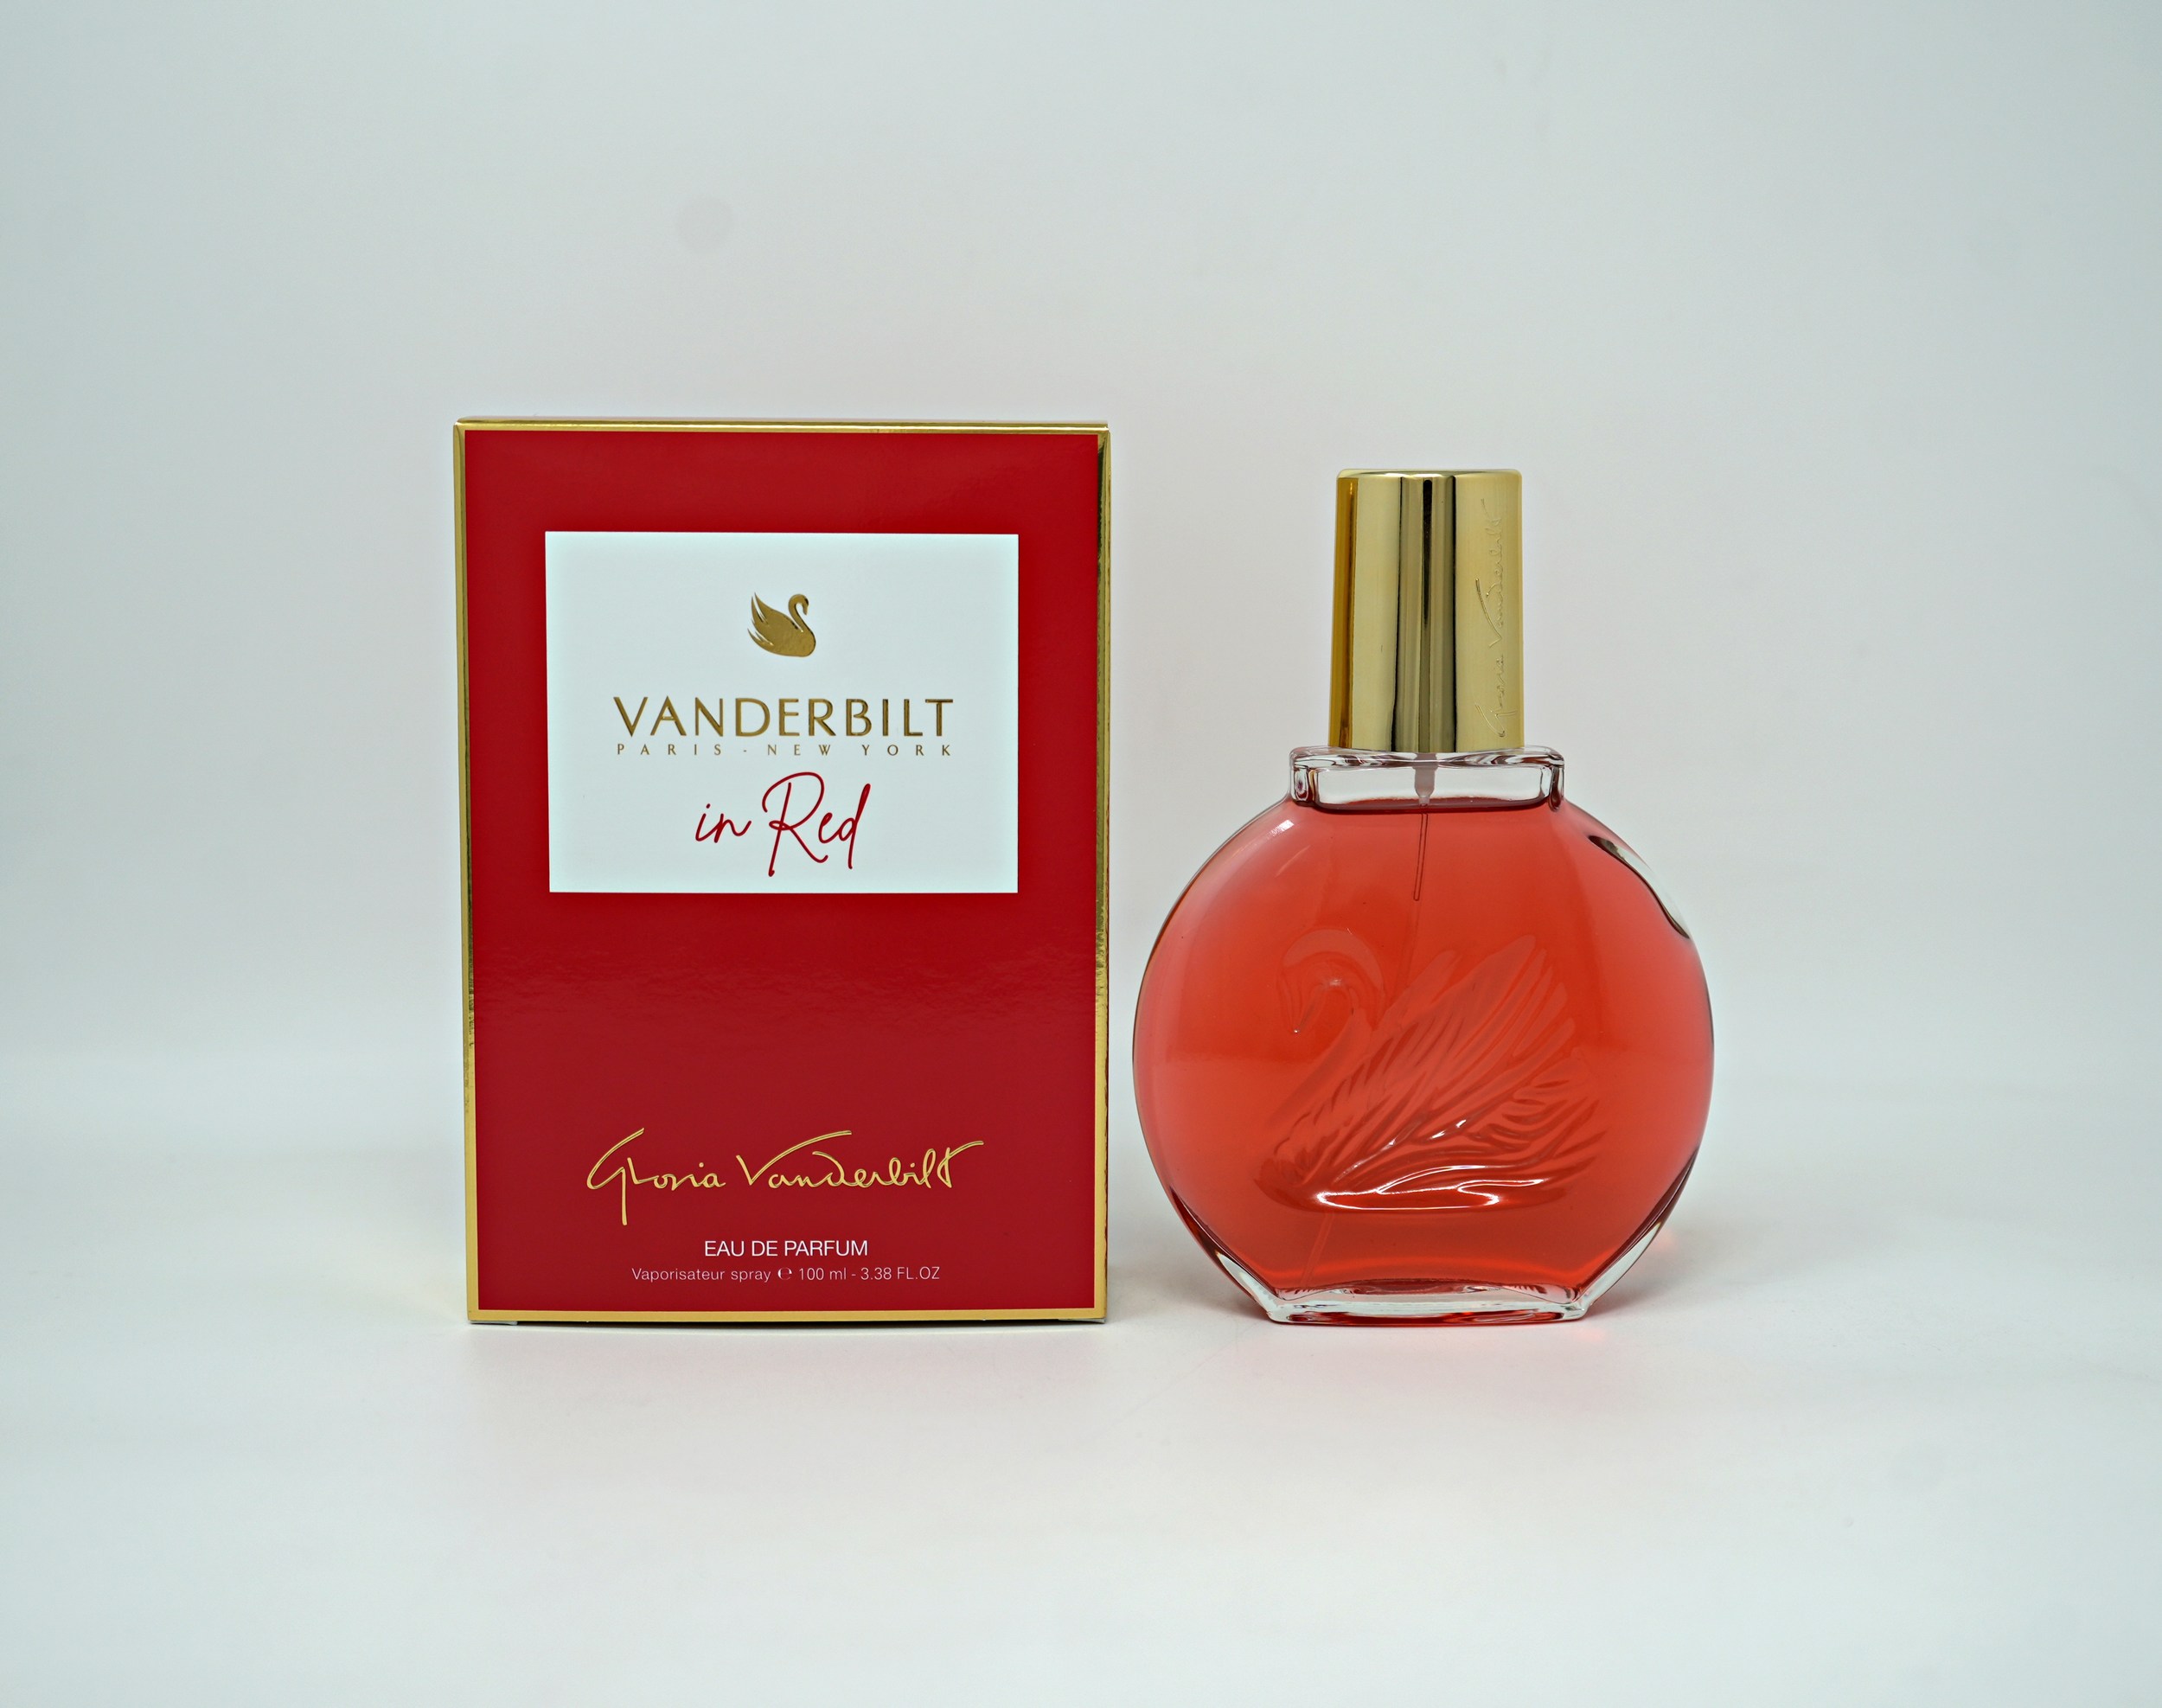 VANDERBILT
PARIS - NEW YORK
in Red
Gloria Vanderbilt
EAU DE PARFUM
Vaporisateur spray ℮ 100 ml - 3.38 FL.OZ
Gloria Vanderbilt